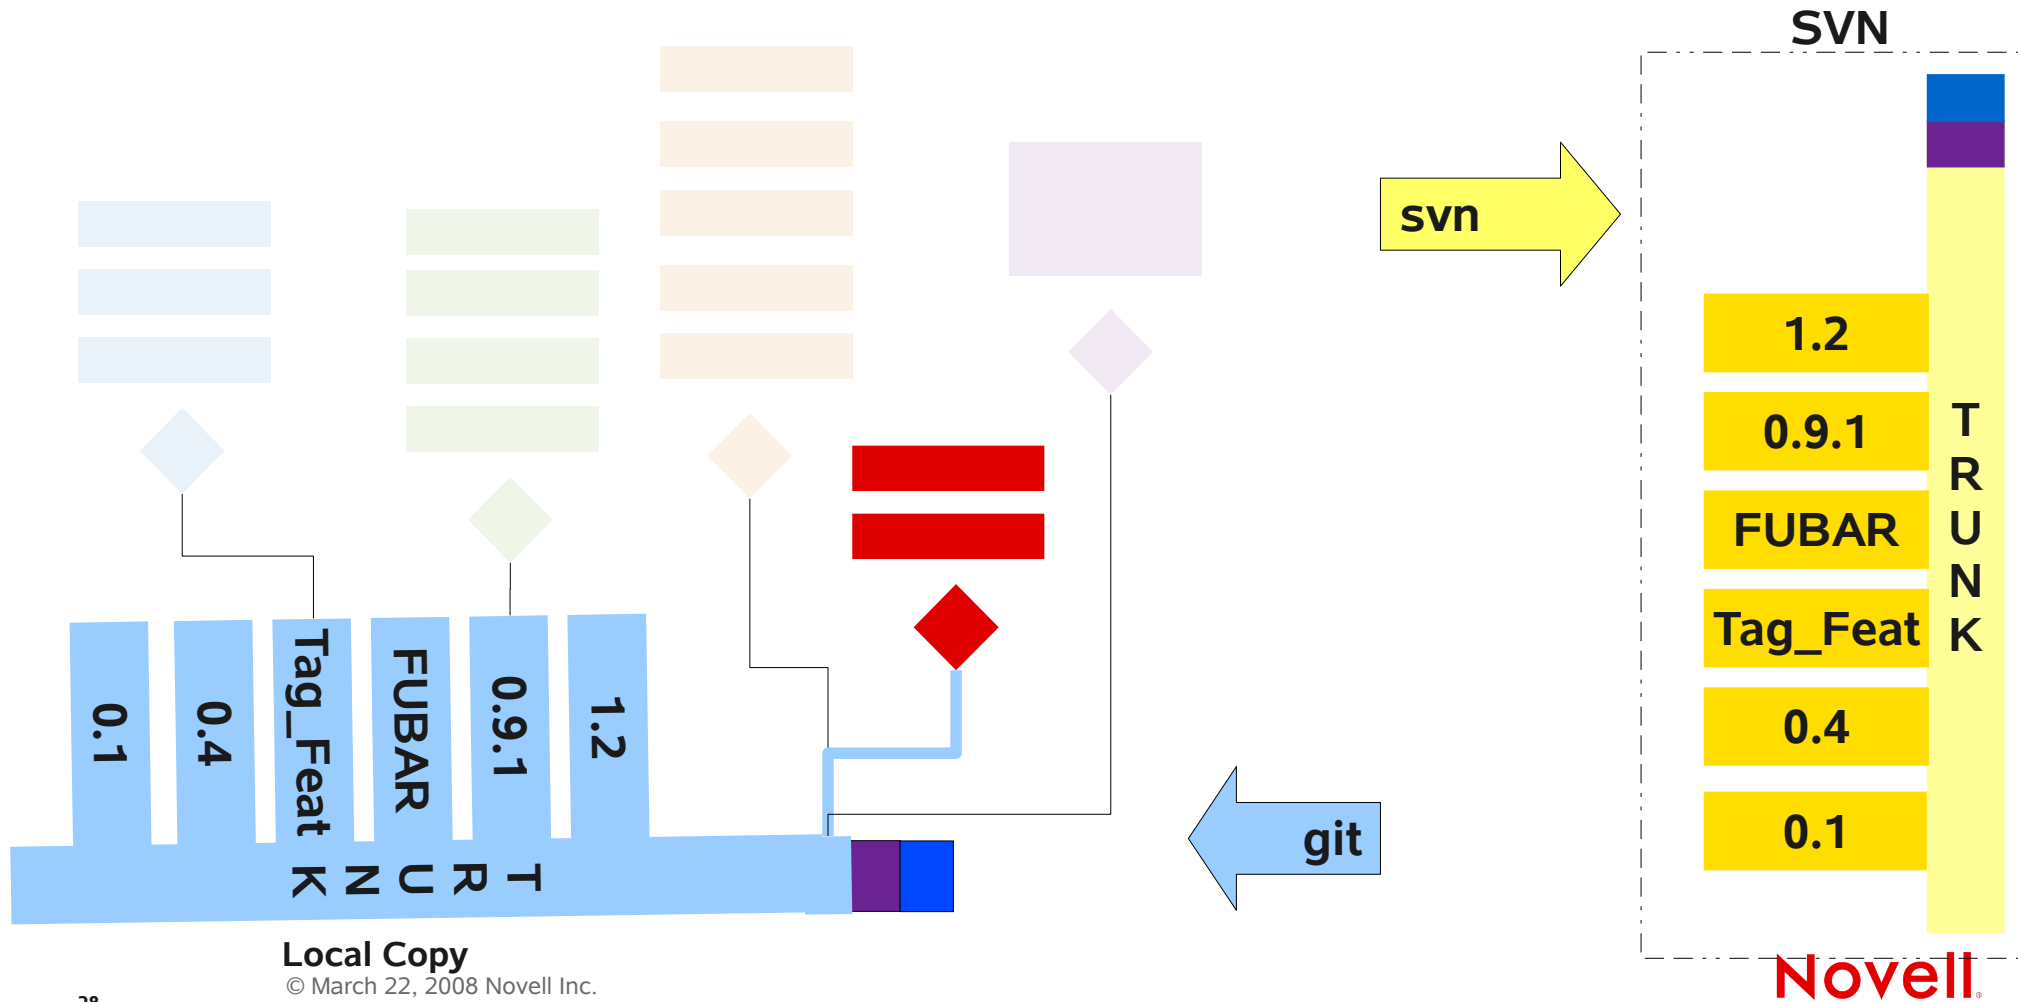 SVN
svn
1.2
0.9.1
FUBAR
Tag_Feat
0.4
0.1
TRUNK
0.1
0.4
Tag_Feat
FUBAR
0.9.1
1.2
TRUNK
git
Local Copy
© March 22, 2008 Novell Inc.
28
Novell